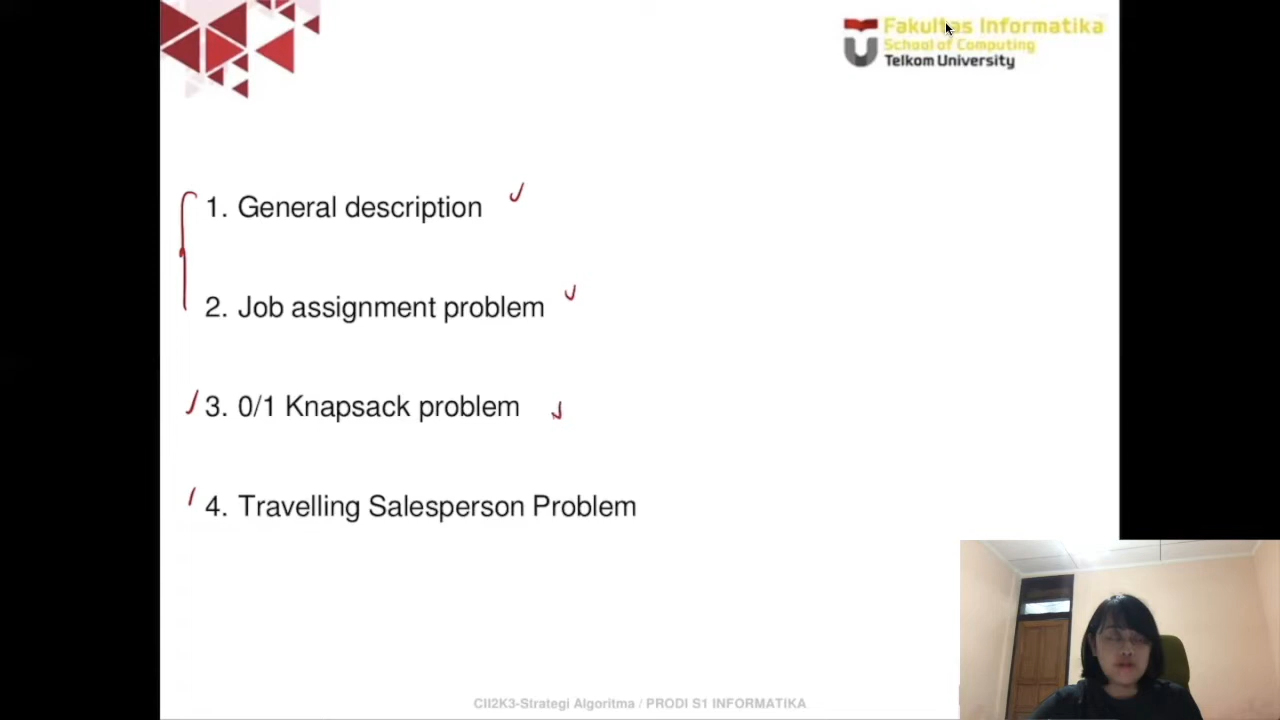 Fakultas Informatika
School of Computing
Telkom University
1. General description
2. Job assignment problem
3. 0/1 Knapsack problem
4. Travelling Salesperson Problem
CII2K3-Strategi Algoritma / PRODI S1 INFORMATIKA